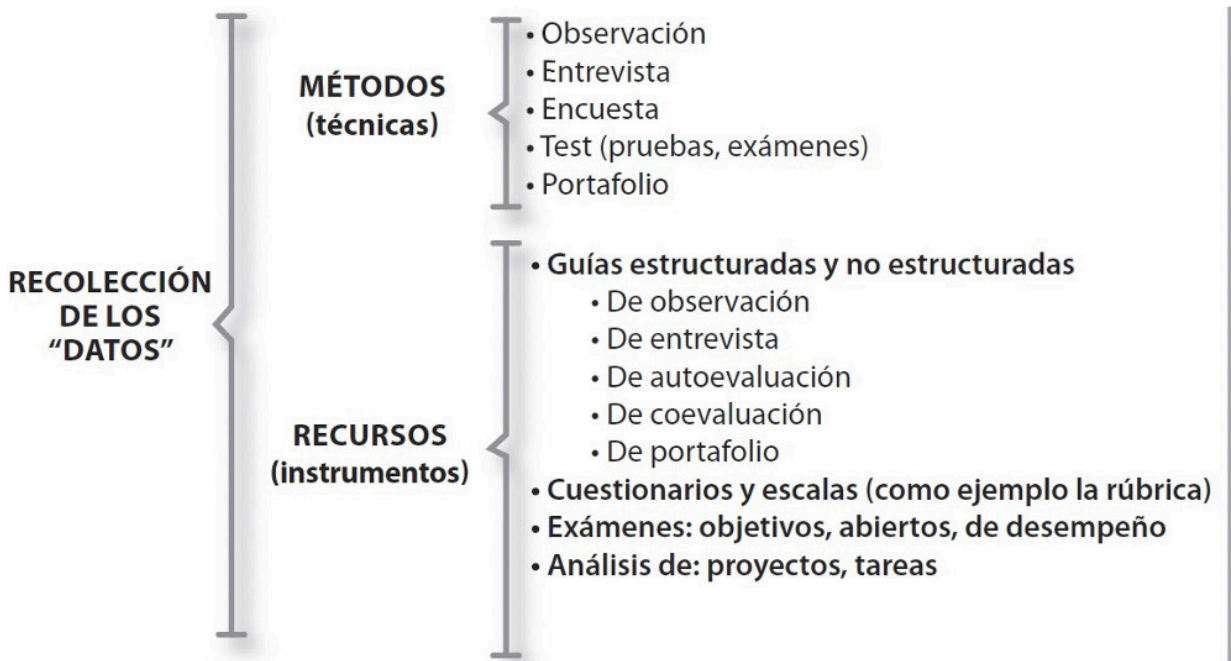 RECOLECCIÓN
DE LOS
“DATOS”
MÉTODOS
(técnicas)
• Observación
• Entrevista
• Encuesta
• Test (pruebas, exámenes)
• Portafolio
RECURSOS
(instrumentos)
• Guías estructuradas y no estructuradas
• De observación
• De entrevista
• De autoevaluación
• De coevaluación
• De portafolio
• Cuestionarios y escalas (como ejemplo la rúbrica)
• Exámenes: objetivos, abiertos, de desempeño
• Análisis de: proyectos, tareas